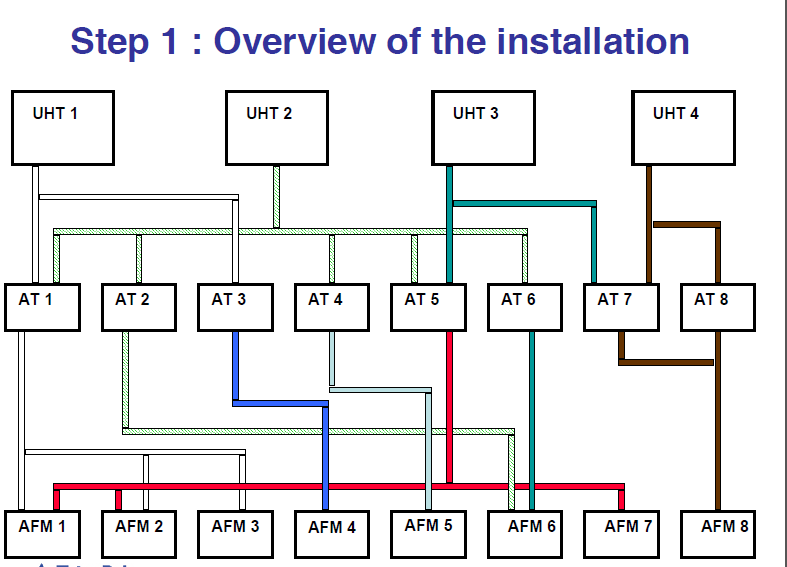 Step 1 : Overview of the installation
UHT 1 UHT 2 UHT 3 UHT 4
AT 1 AT 2 AT 3 AT 4 AT 5 AT 6 AT 7 AT 8
AFM 1 AFM 2 AFM 3 AFM 4 AFM 5 AFM 6 AFM 7 AFM 8